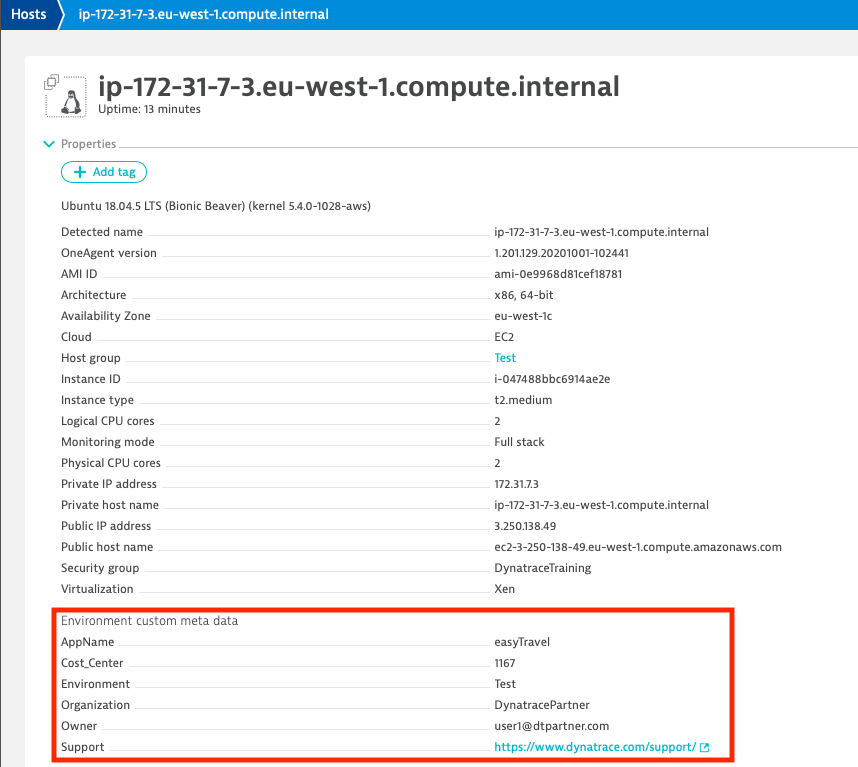 Hosts ip-172-31-7-3.eu-west-1.compute.internal
ip-172-31-7-3.eu-west-1.compute.internal
Uptime: 13 minutes
Properties
Add tag
Ubuntu 18.04.5 LTS (Bionic Beaver) (kernel 5.4.0-1028-aws)
Detected name ip-172-31-7-3.eu-west-1.compute.internal
OneAgent version 1.201.129.20201001-102441
AMI ID ami-0e9968d81cef18781
Architecture x86, 64-bit
Availability Zone eu-west-1c
Cloud EC2
Host group Test
Instance ID i-047488bbc6914ae2e
Instance type t2.medium
Logical CPU cores 2
Monitoring mode Full stack
Physical CPU cores 2
Private IP address 172.31.7.3
Private host name ip-172-31-7-3.eu-west-1.compute.internal
Public IP address 3.250.138.49
Public host name ec2-3-250-138-49.eu-west-1.compute.amazonaws.com
Security group DynatraceTraining
Virtualization Xen
Environment custom meta data
AppName easyTravel
Cost_Center 1167
Environment Test
Organization DynatracePartner
Owner user1@dtpartner.com
Support https://www.dynatrace.com/support/